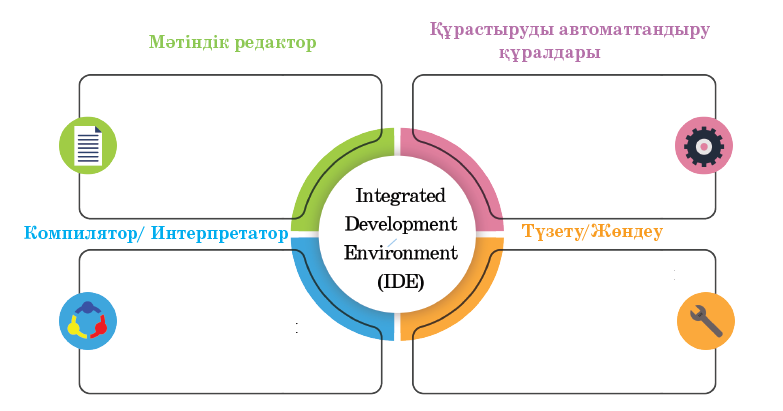 Мәтіндік редактор
Құрастыруды автоматтандыру
құралдары
Integrated
Development
Environment
(IDE)
Компилятор/ Интерпретатор
Түзету/Жөндеу